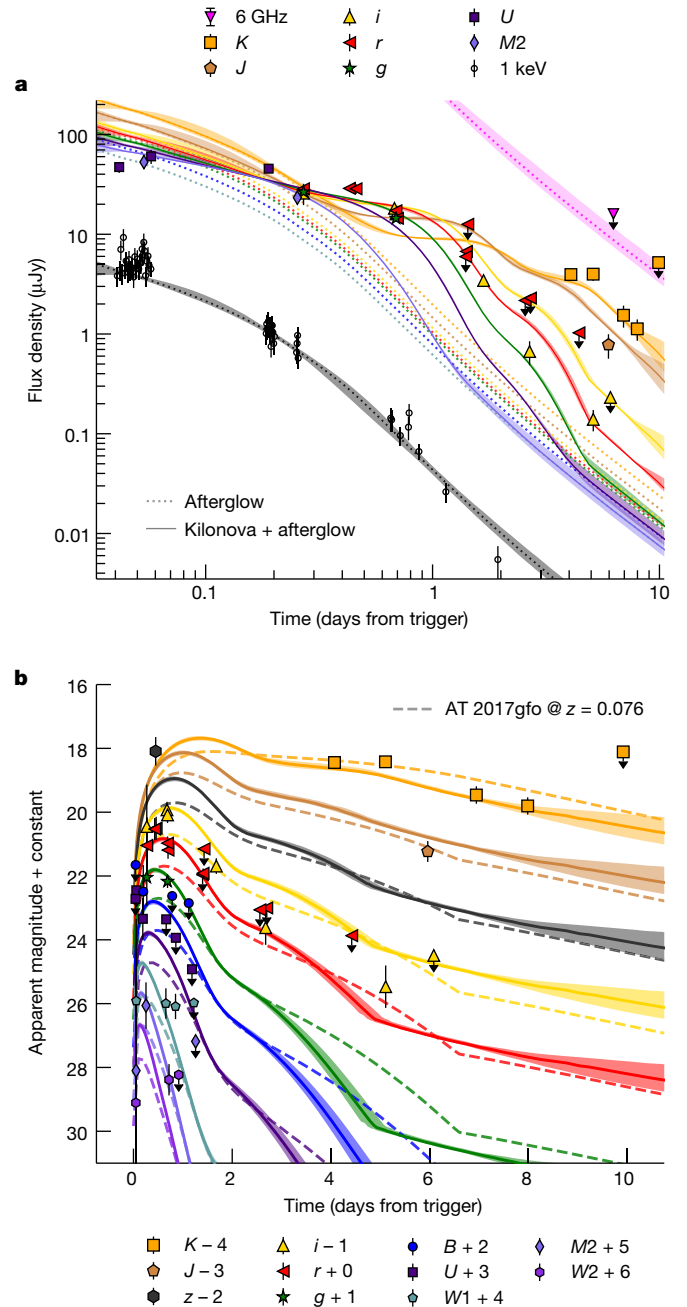 6 GHz i U
K r M2
J g 1 keV
a
100
10
1
0.1
0.01
Flux density (μJy)
Afterglow
Kilonova + afterglow
0.1 1 10
Time (days from trigger)
b
16
18
20
22
24
26
28
30
Apparent magnitude + constant
AT 2017gfo @ z = 0.076
0 2 4 6 8 10
Time (days from trigger)
K − 4 i − 1 B + 2 M2 + 5
J − 3 r + 0 U + 3 W2 + 6
z − 2 g + 1 W1 + 4